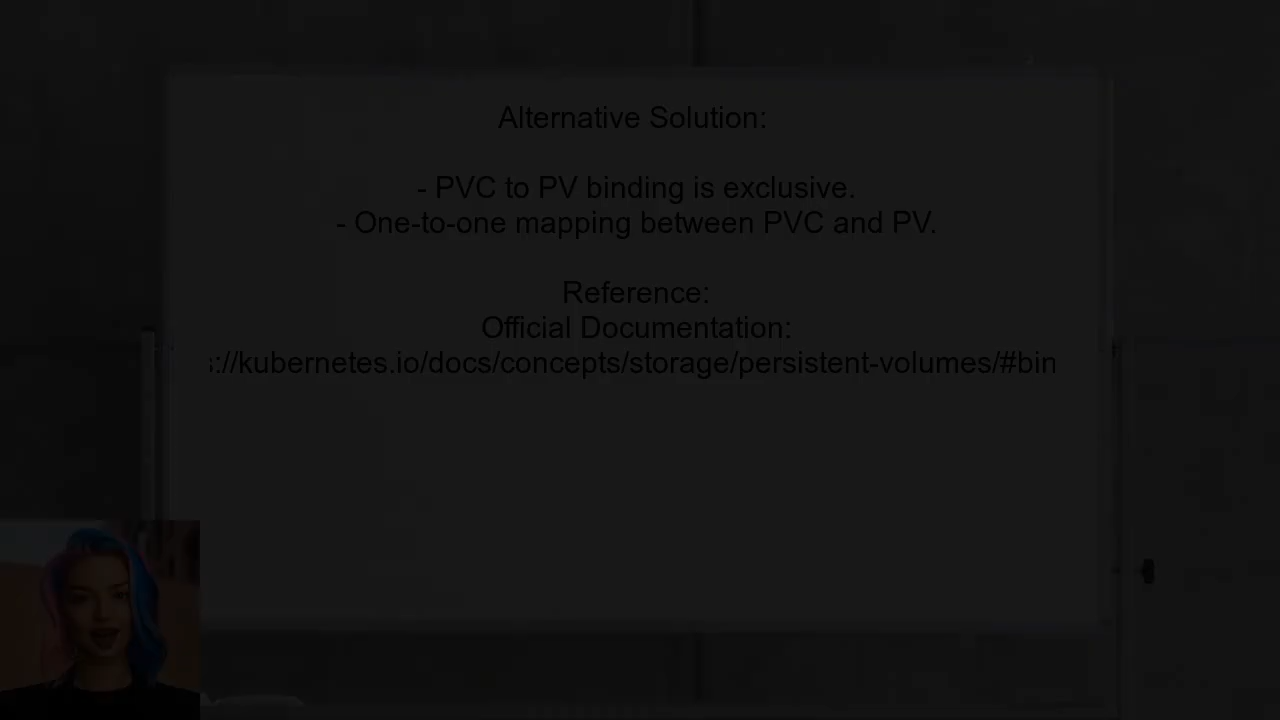 Alternative Solution:
- PVC to PV binding is exclusive.
- One-to-one mapping between PVC and PV.
Reference:
Official Documentation:
://kubernetes.io/docs/concepts/storage/persistent-volumes/#bin